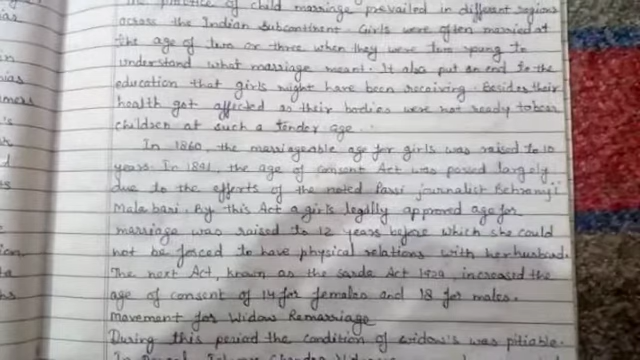 The practice of child marriage prevailed in different regions
across the Indian subcontinent. Girls were often married at
the age of two or three when they were two young to
understand what marriage meant. It also put an end to the
education that girls might have been receiving. Besides their
health got affected as their bodies were not ready to bear
children at such a tender age.
In 1860, the marriageable age for girls was raised to 10
years. In 1891, the age of consent Act was passed largely
due to the efforts of the noted Parsi journalist Behramji
Malabari. By this Act a girls legally approved age for
marriage was raised to 12 years before which she could
not be forced to have physical relations with her husband.
The next Act, known as the sarda Act 1929, increased the
age of consent of 14 for females and 18 for males.
Movement for Widow Remarriage
During this period the condition of widow's was pitiable.